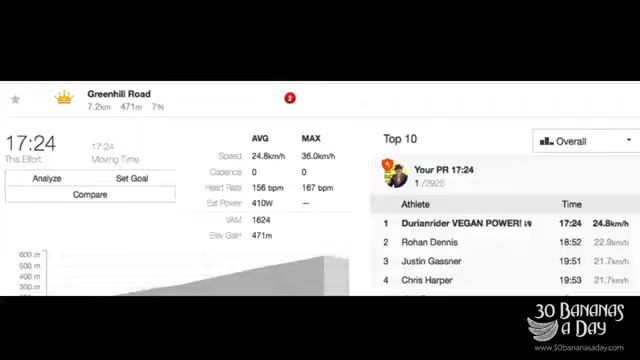 Greenhill Road
7.2km 471m 7%
2
17:24
This Effort
17:24
Moving Time
Analyze Set Goal
Compare
AVG MAX
Speed 24.8km/h 36.0km/h
Cadence 0 0
Heart Rate 156 bpm 167 bpm
Est Power 410W --
VAM 1624
Elev Gain 471m
600 m
500 m
400 m
300 m
Top 10
Overall
Your PR 17:24
1 /2925
Athlete Time
1 Durianrider VEGAN POWER! 17:24 24.8km/h
2 Rohan Dennis 18:52 22.9km/h
3 Justin Gassner 19:51 21.7km/h
4 Chris Harper 19:53 21.7km/h
30 BANANAS
A DAY
www.30bananasaday.com